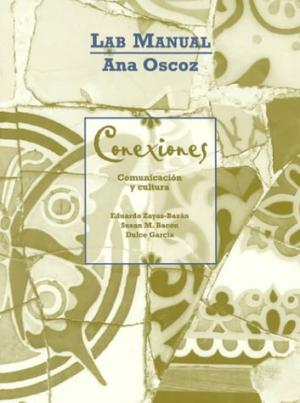 LAB MANUAL
Ana Oscoz
Conexiones
Comunicación
y cultura
Eduardo Zayas-Bazán
Susan M. Bacon
Dulce García